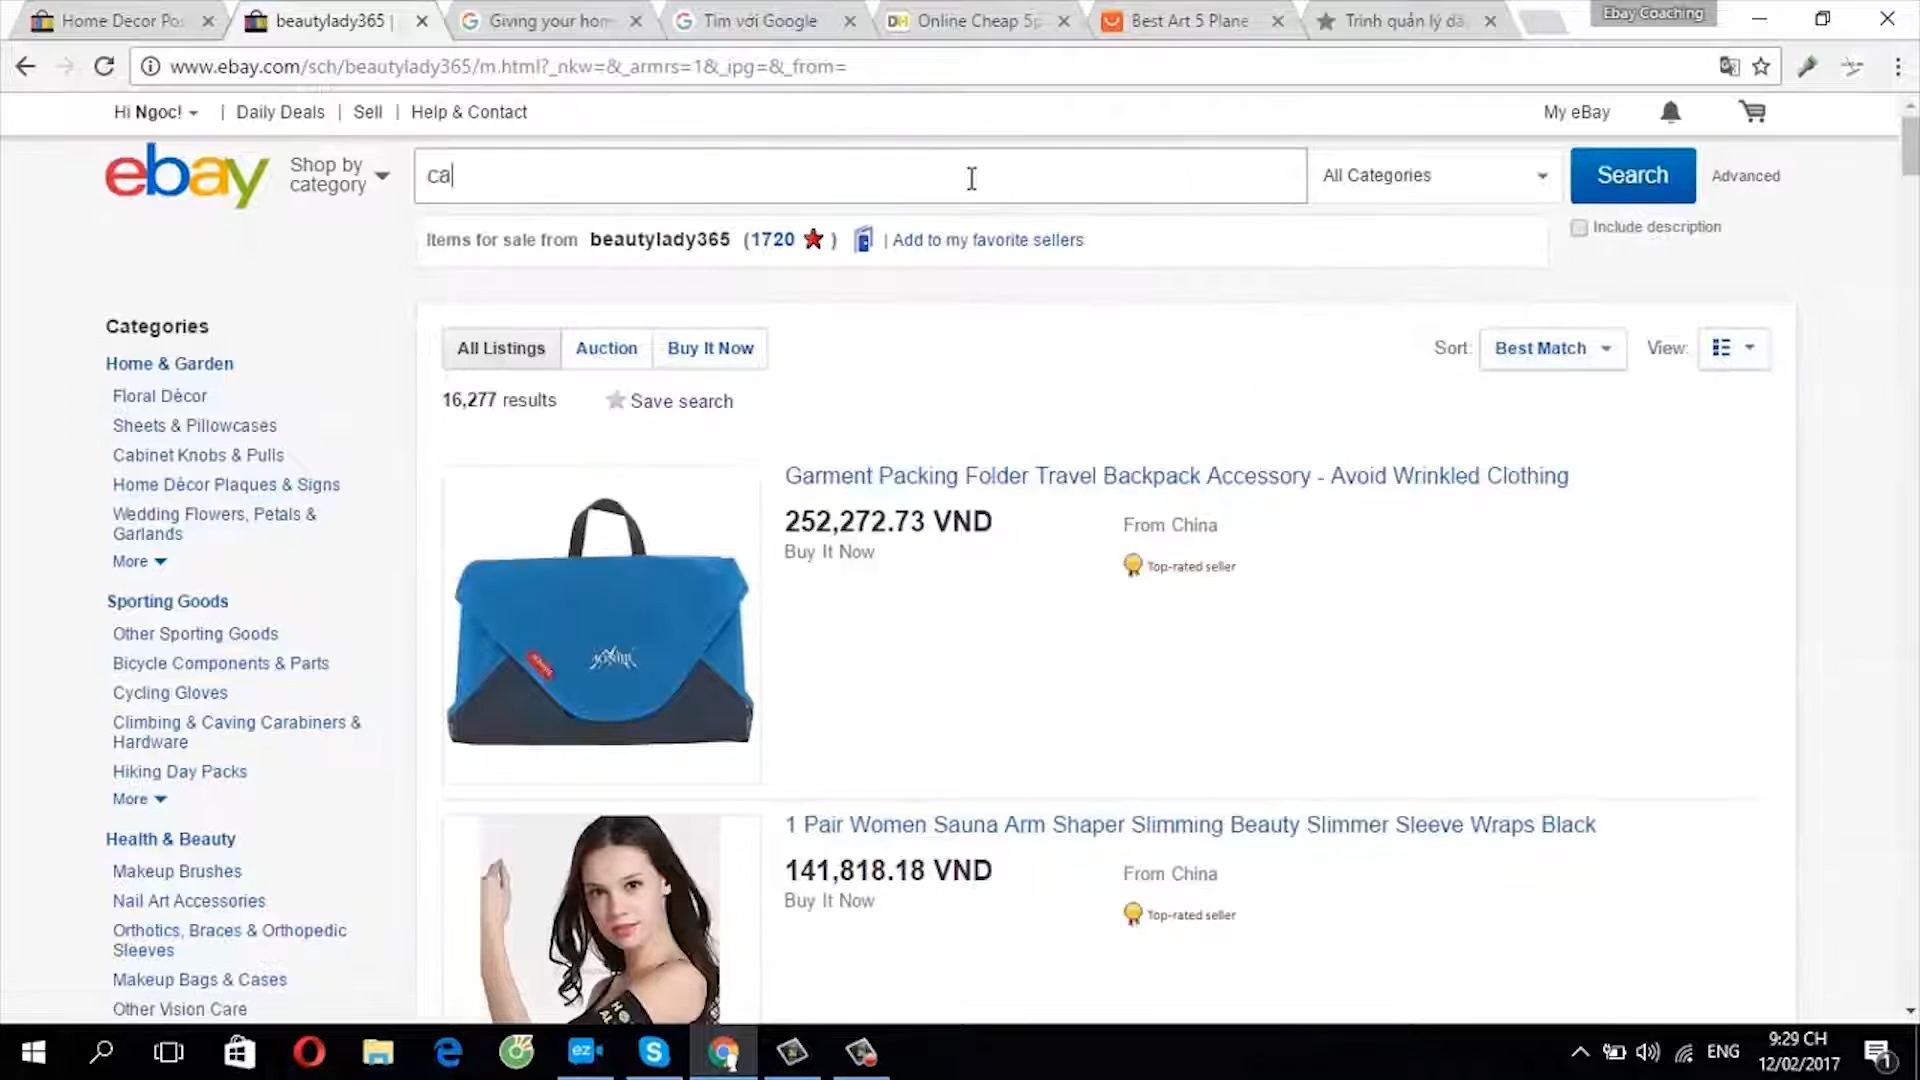 Home Decor Po
beautylady365 |
Giving your hom
Tìm với Google
DH
Online Cheap Sp
Best Art 5 Plane
Trình quản lý dà
Ebay Coaching
www.ebay.com/sch/beautylady365/m.html?_nkw=&_armrs=1&_ipg=&_from=
Hi Ngoc! | Daily Deals | Sell | Help & Contact
My eBay
ebay
Shop by
category
ca
All Categories
Search
Advanced
Items for sale from beautylady365 (1720 ) | Add to my favorite sellers
Include description
Categories
Home & Garden
Floral Décor
Sheets & Pillowcases
Cabinet Knobs & Pulls
Home Décor Plaques & Signs
Wedding Flowers, Petals &
Garlands
More
Sporting Goods
Other Sporting Goods
Bicycle Components & Parts
Cycling Gloves
Climbing & Caving Carabiners &
Hardware
Hiking Day Packs
More
Health & Beauty
Makeup Brushes
Nail Art Accessories
Orthotics, Braces & Orthopedic
Sleeves
Makeup Bags & Cases
Other Vision Care
All Listings
Auction
Buy It Now
Sort: Best Match
View:
16,277 results
Save search
Garment Packing Folder Travel Backpack Accessory - Avoid Wrinkled Clothing
252,272.73 VND
Buy It Now
From China
Top-rated seller
1 Pair Women Sauna Arm Shaper Slimming Beauty Slimmer Sleeve Wraps Black
141,818.18 VND
Buy It Now
From China
Top-rated seller
ez
ENG
9:29 CH
12/02/2017
1